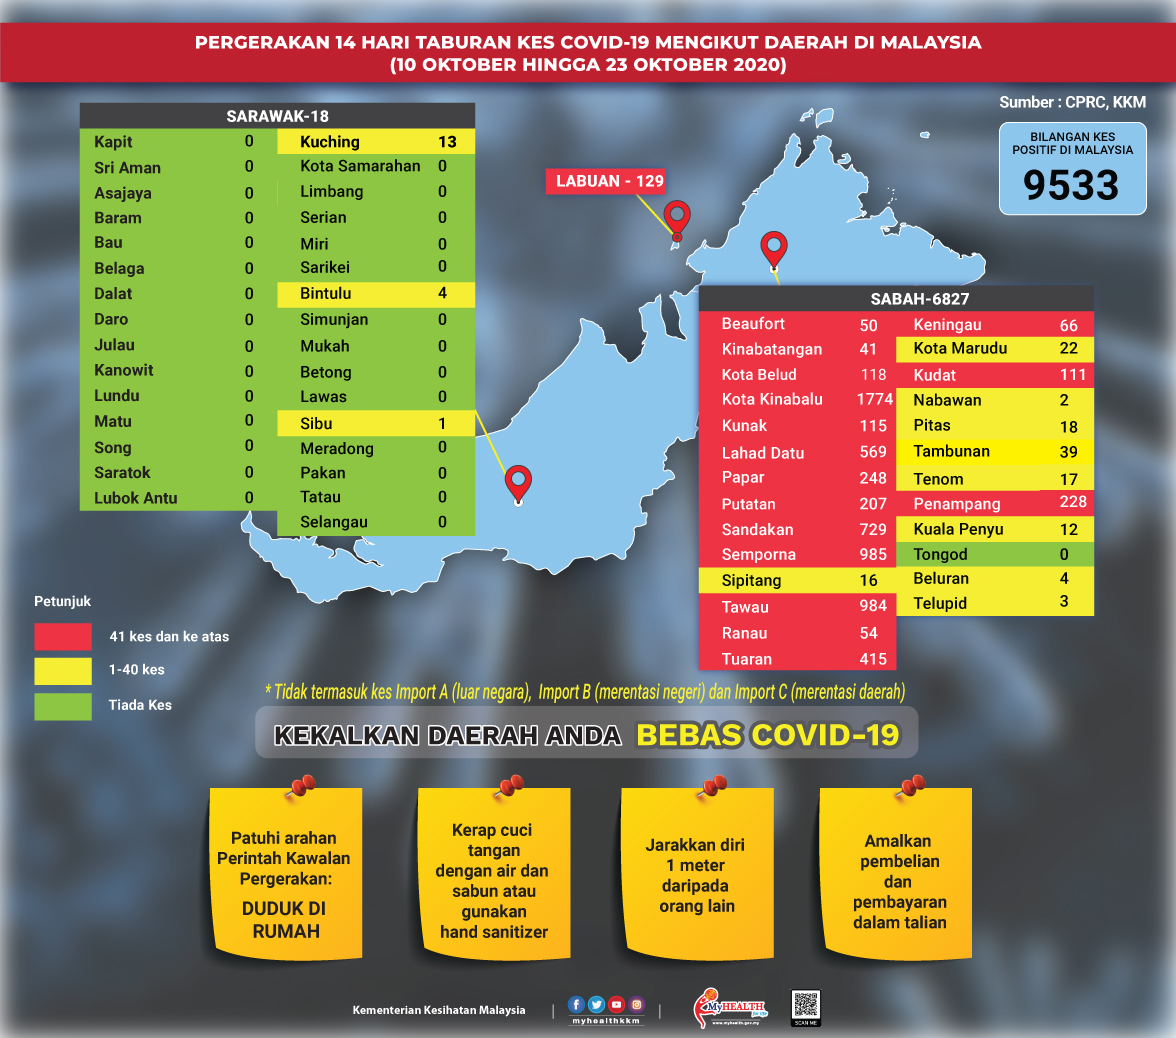 PERGERAKAN 14 HARI TABURAN KES COVID-19 MENGIKUT DAERAH DI MALAYSIA
(10 OKTOBER HINGGA 23 OKTOBER 2020)
Sumber : CPRC, KKM
BILANGAN KES
POSITIF DI MALAYSIA
9533
SARAWAK-18
Kapit 0
Sri Aman 0
Asajaya 0
Baram 0
Bau 0
Belaga 0
Dalat 0
Daro 0
Julau 0
Kanowit 0
Lundu 0
Matu 0
Song 0
Saratok 0
Lubok Antu 0
Kuching 13
Kota Samarahan 0
Limbang 0
Serian 0
Miri 0
Sarikei 0
Bintulu 4
Simunjan 0
Mukah 0
Betong 0
Lawas 0
Sibu 1
Meradong 0
Pakan 0
Tatau 0
Selangau 0
LABUAN - 129
SABAH-6827
Beaufort 50
Kinabatangan 41
Kota Belud 118
Kota Kinabalu 1774
Kunak 115
Lahad Datu 569
Papar 248
Putatan 207
Sandakan 729
Semporna 985
Sipitang 16
Tawau 984
Ranau 54
Tuaran 415
Keningau 66
Kota Marudu 22
Kudat 111
Nabawan 2
Pitas 18
Tambunan 39
Tenom 17
Penampang 228
Kuala Penyu 12
Tongod 0
Beluran 4
Telupid 3
Petunjuk
41 kes dan ke atas
1-40 kes
Tiada Kes
* Tidak termasuk kes Import A (luar negara), Import B (merentasi negeri) dan Import C (merentasi daerah)
KEKALKAN DAERAH ANDA BEBAS COVID-19
Patuhi arahan
Perintah Kawalan
Pergerakan:
DUDUK DI
RUMAH
Kerap cuci
tangan
dengan air dan
sabun atau
gunakan
hand sanitizer
Jarakkan diri
1 meter
daripada
orang lain
Amalkan
pembelian
dan
pembayaran
dalam talian
Kementerian Kesihatan Malaysia
myhealthkkm
MyHEALTH
for life
www.myhealth.gov.my
SCAN ME